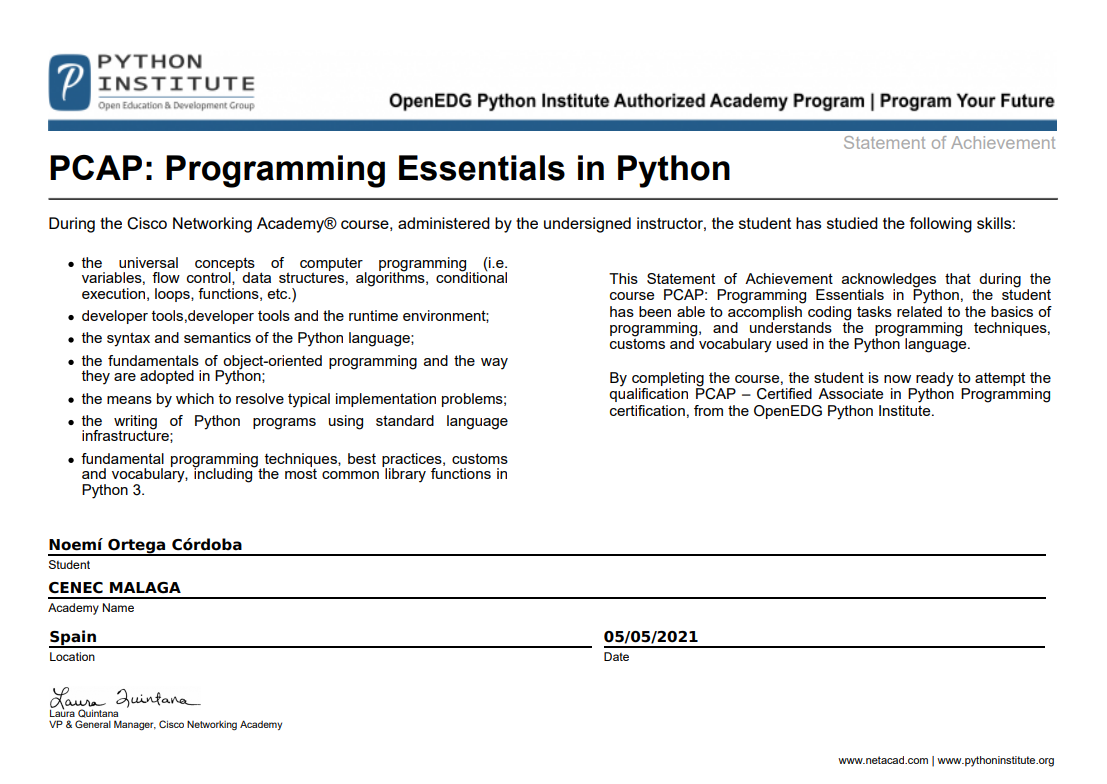 PYTHON
INSTITUTE
Open Education & Development Group
OpenEDG Python Institute Authorized Academy Program | Program Your Future
Statement of Achievement
PCAP: Programming Essentials in Python
During the Cisco Networking Academy® course, administered by the undersigned instructor, the student has studied the following skills:
• the universal concepts of computer programming (i.e.
variables, flow control, data structures, algorithms, conditional
execution, loops, functions, etc.)
• developer tools,developer tools and the runtime environment;
• the syntax and semantics of the Python language;
• the fundamentals of object-oriented programming and the way
they are adopted in Python;
• the means by which to resolve typical implementation problems;
• the writing of Python programs using standard language
infrastructure;
• fundamental programming techniques, best practices, customs
and vocabulary, including the most common library functions in
Python 3.
This Statement of Achievement acknowledges that during the
course PCAP: Programming Essentials in Python, the student
has been able to accomplish coding tasks related to the basics of
programming, and understands the programming techniques,
customs and vocabulary used in the Python language.
By completing the course, the student is now ready to attempt the
qualification PCAP – Certified Associate in Python Programming
certification, from the OpenEDG Python Institute.
Noemí Ortega Córdoba
Student
CENEC MALAGA
Academy Name
Spain
Location
05/05/2021
Date
Laura Quintana
Laura Quintana
VP & General Manager, Cisco Networking Academy
www.netacad.com | www.pythoninstitute.org